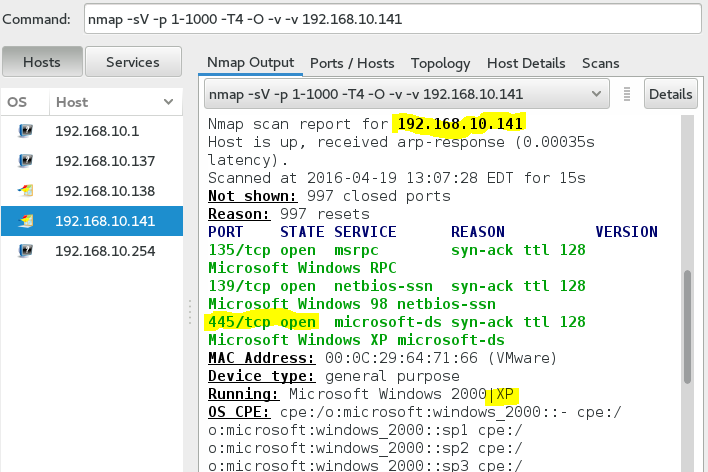 Command: nmap -sV -p 1-1000 -T4 -O -v -v 192.168.10.141
Hosts Services
OS Host
192.168.10.1
192.168.10.137
192.168.10.138
192.168.10.141
192.168.10.254
Nmap Output Ports / Hosts Topology Host Details Scans
nmap -sV -p 1-1000 -T4 -O -v -v 192.168.10.141 Details
Nmap scan report for 192.168.10.141
Host is up, received arp-response (0.00035s
latency).
Scanned at 2016-04-19 13:07:28 EDT for 15s
Not shown: 997 closed ports
Reason: 997 resets
PORT STATE SERVICE REASON VERSION
135/tcp open msrpc syn-ack ttl 128
Microsoft Windows RPC
139/tcp open netbios-ssn syn-ack ttl 128
Microsoft Windows 98 netbios-ssn
445/tcp open microsoft-ds syn-ack ttl 128
Microsoft Windows XP microsoft-ds
MAC Address: 00:0C:29:64:71:66 (VMware)
Device type: general purpose
Running: Microsoft Windows 2000|XP
OS CPE: cpe:/o:microsoft:windows_2000::- cpe:/
o:microsoft:windows_2000::sp1 cpe:/
o:microsoft:windows_2000::sp2 cpe:/
o:microsoft:windows_2000::sp3 cpe:/